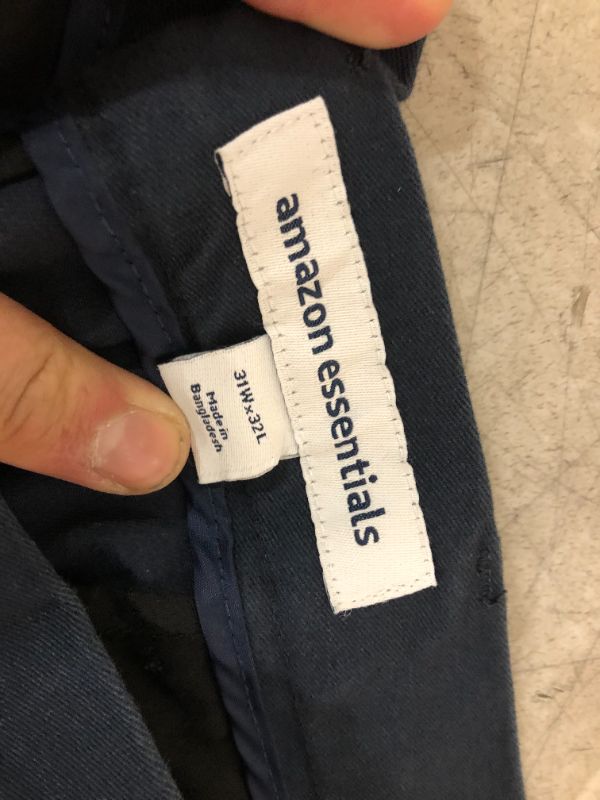 amazon essentials
31W x 32L
Made in
Bangladesh